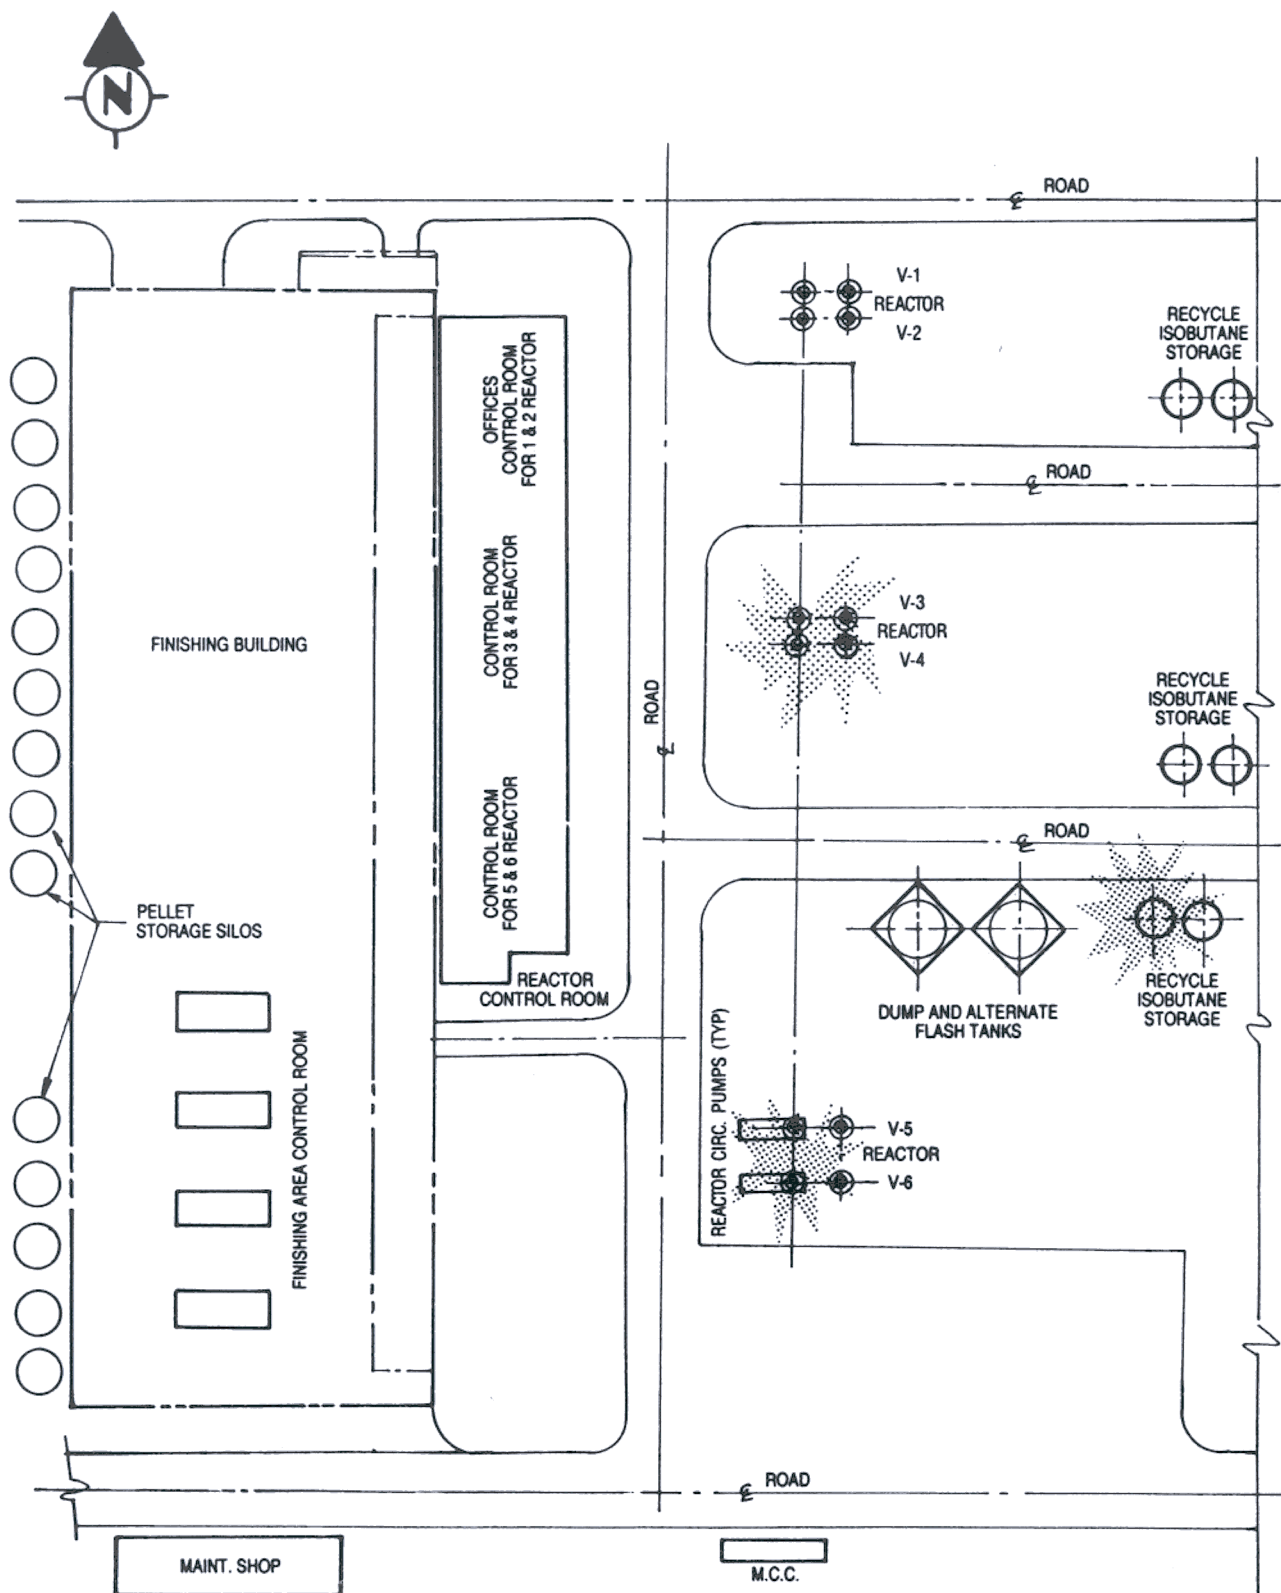 N
ROAD
V-1
REACTOR
V-2
RECYCLE
ISOBUTANE
STORAGE
OFFICES
CONTROL ROOM
FOR 1 & 2 REACTOR
ROAD
CONTROL ROOM
FOR 3 & 4 REACTOR
V-3
REACTOR
V-4
FINISHING BUILDING
RECYCLE
ISOBUTANE
STORAGE
ROAD
CONTROL ROOM
FOR 5 & 6 REACTOR
ROAD
PELLET
STORAGE SILOS
REACTOR
CONTROL ROOM
DUMP AND ALTERNATE
FLASH TANKS
RECYCLE
ISOBUTANE
STORAGE
REACTOR CIRC. PUMPS (TYP)
FINISHING AREA CONTROL ROOM
V-5
REACTOR
V-6
ROAD
MAINT. SHOP
M.C.C.